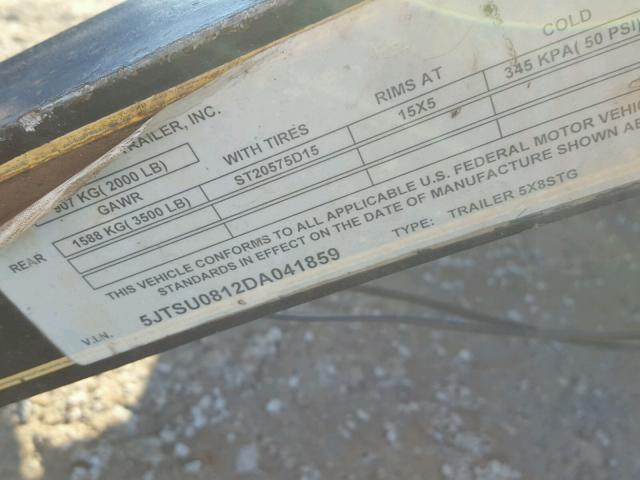 TRAILER, INC.
907 KG( 2000 LB)
GAWR WITH TIRES RIMS AT COLD
REAR 1588 KG( 3500 LB) ST20575D15 15X5 345 KPA( 50 PSI)
THIS VEHICLE CONFORMS TO ALL APPLICABLE U.S. FEDERAL MOTOR VEHIC
STANDARDS IN EFFECT ON THE DATE OF MANUFACTURE SHOWN AB
V.I.N. 5JTSU0812DA041859 TYPE: TRAILER 5X8STG